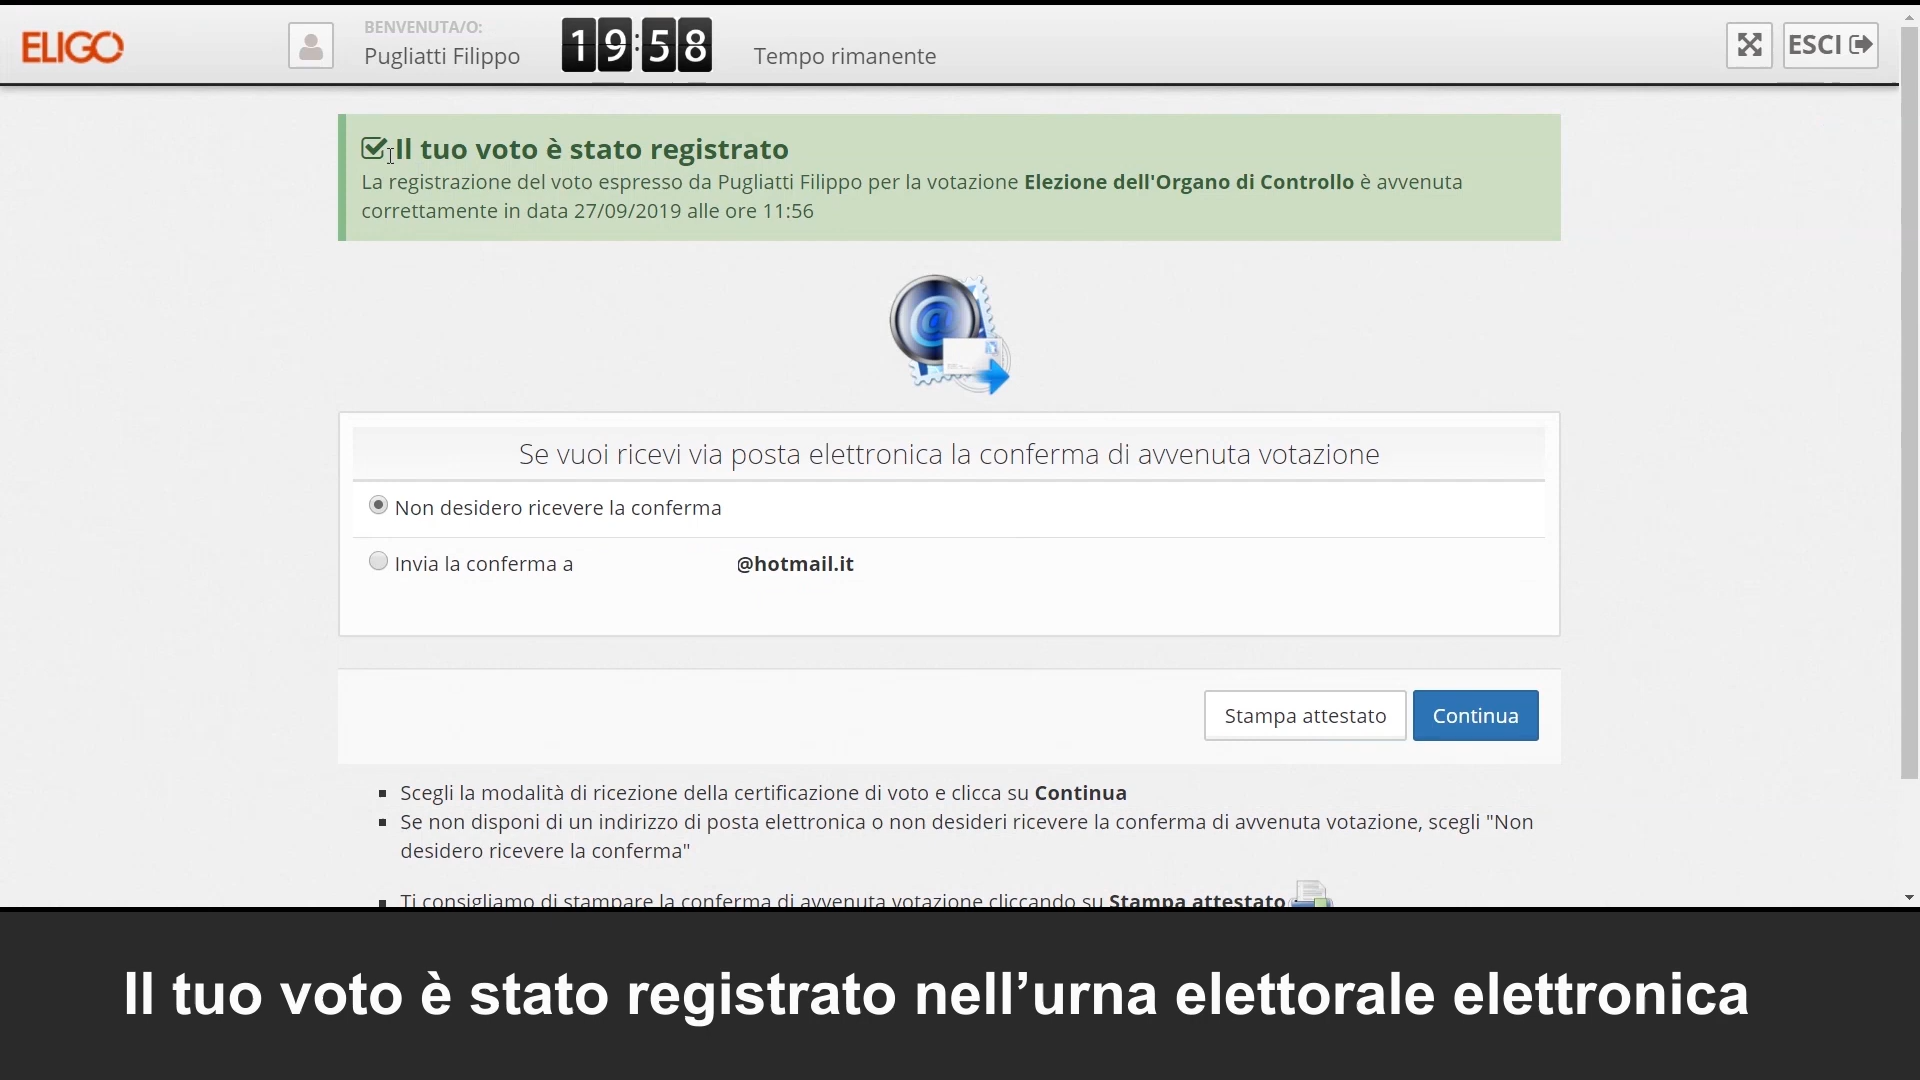 ELIGO
BENVENUTA/O:
Pugliatti Filippo
19:58
Tempo rimanente
ESCI
Il tuo voto è stato registrato
La registrazione del voto espresso da Pugliatti Filippo per la votazione Elezione dell'Organo di Controllo è avvenuta
correttamente in data 27/09/2019 alle ore 11:56
Se vuoi ricevi via posta elettronica la conferma di avvenuta votazione
Non desidero ricevere la conferma
Invia la conferma a @hotmail.it
Stampa attestato
Continua
Scegli la modalità di ricezione della certificazione di voto e clicca su Continua
Se non disponi di un indirizzo di posta elettronica o non desideri ricevere la conferma di avvenuta votazione, scegli "Non
desidero ricevere la conferma"
Ti consigliamo di stampare la conferma di avvenuta votazione cliccando su Stampa attestato
Il tuo voto è stato registrato nell’urna elettorale elettronica